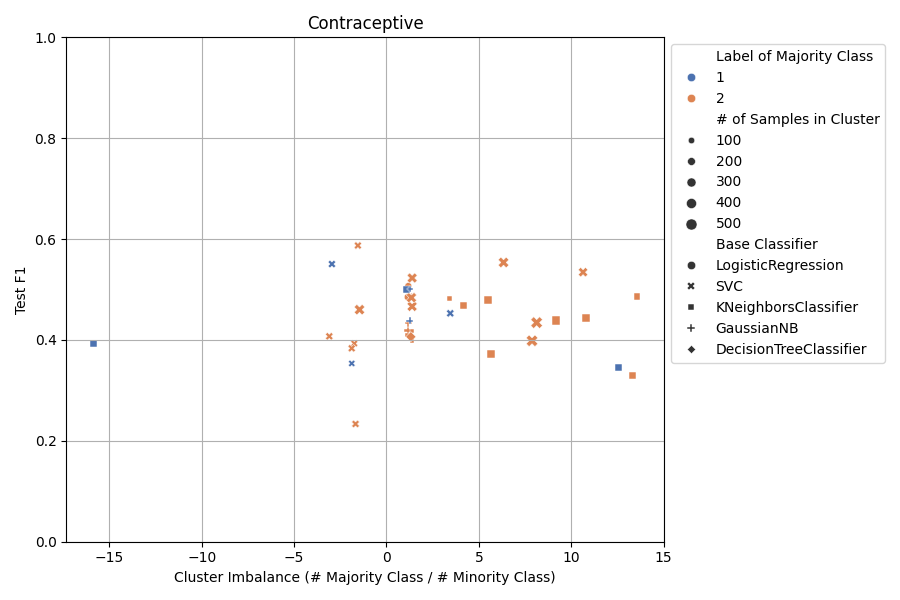 Contraceptive
1.0
0.8
0.6
0.4
0.2
0.0
Test F1
−15
−10
−5
0
5
10
15
Cluster Imbalance (# Majority Class / # Minority Class)
Label of Majority Class
1
2
# of Samples in Cluster
100
200
300
400
500
Base Classifier
LogisticRegression
SVC
KNeighborsClassifier
GaussianNB
DecisionTreeClassifier